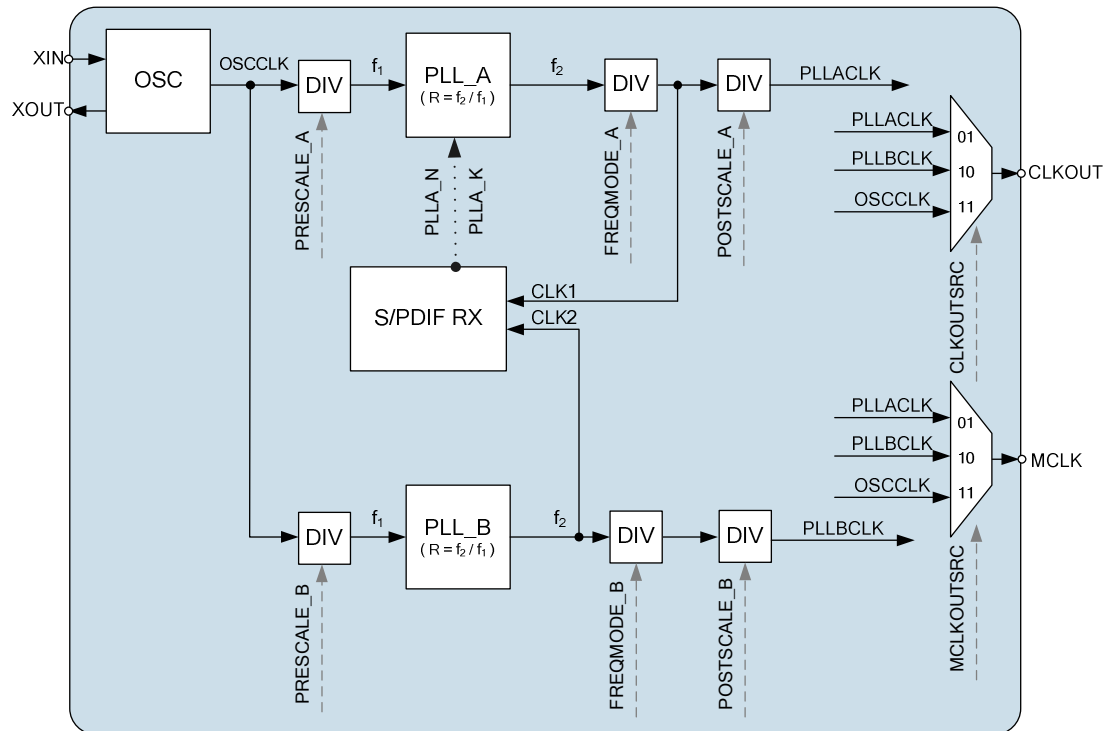 XIN
XOUT
OSC
OSCCLK
DIV
f1
PLL_A
( R = f2 / f1 )
f2
DIV
DIV
PLLACLK
PRESCALE_A
PLLA_N
PLLA_K
FREQMODE_A
POSTSCALE_A
PLLACLK
01
PLLBCLK
10
OSCCLK
11
CLKOUT
CLKOUTSRC
S/PDIF RX
CLK1
CLK2
PLLACLK
01
PLLBCLK
10
OSCCLK
11
MCLK
MCLKOUTSRC
DIV
f1
PLL_B
( R = f2 / f1 )
f2
DIV
DIV
PLLBCLK
PRESCALE_B
FREQMODE_B
POSTSCALE_B